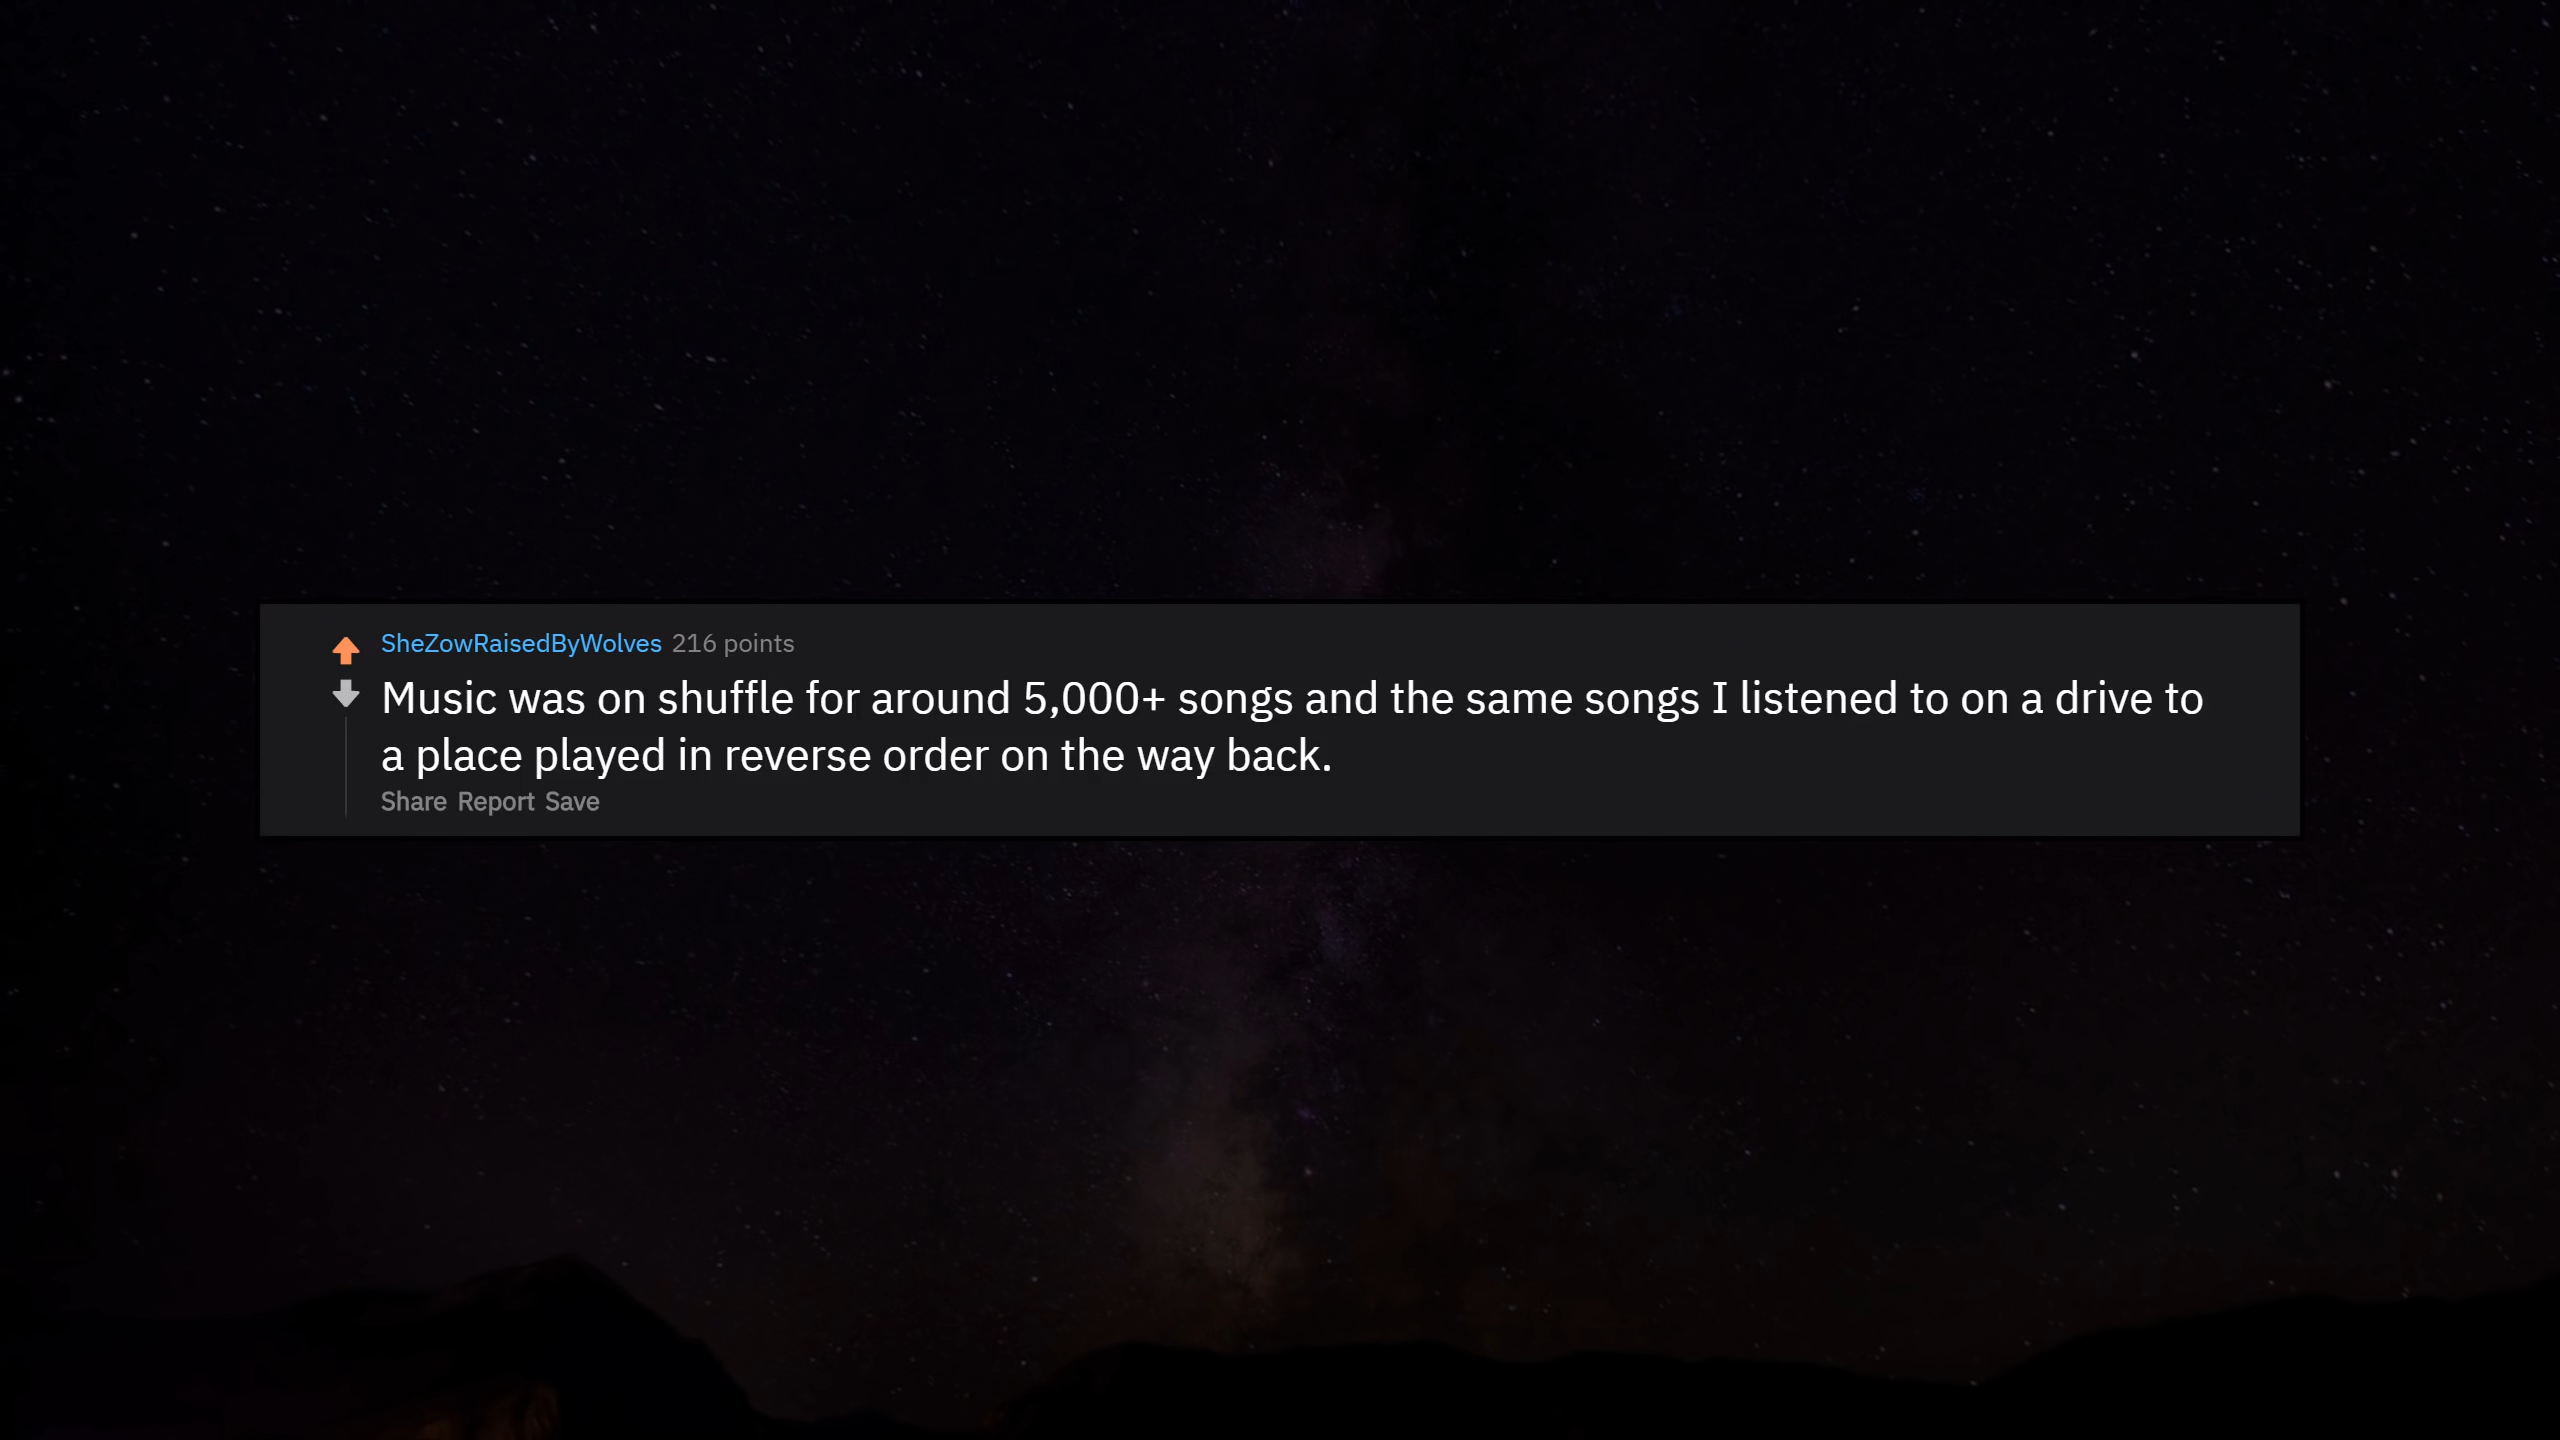 SheZowRaisedByWolves 216 points
Music was on shuffle for around 5,000+ songs and the same songs I listened to on a drive to
a place played in reverse order on the way back.
Share Report Save